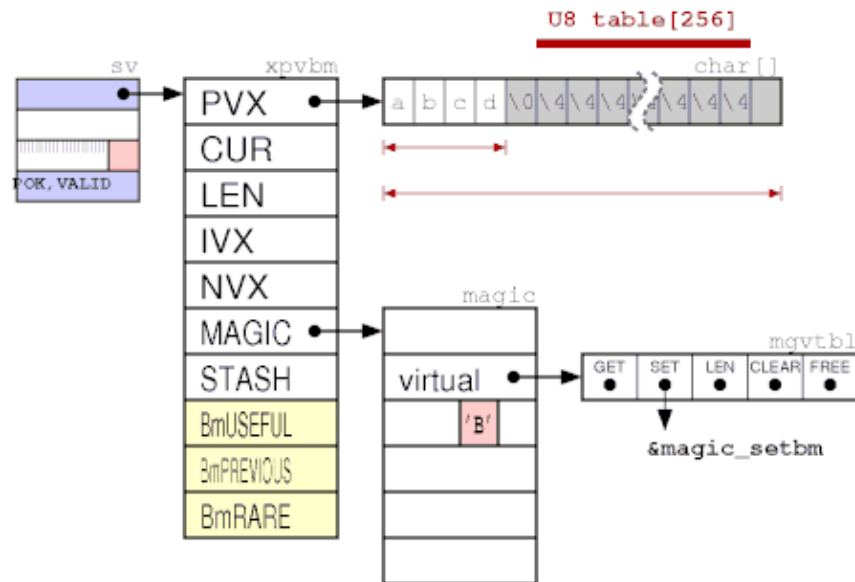 U8 table[256]
sv
xpvbm
char[]
PVX
a b c d \0 \4 \4 \4 \4 \4 \4
CUR
POK,VALID
LEN
IVX
NVX
magic
MAGIC
mgvtbl
STASH
virtual
GET SET LEN CLEAR FREE
BmUSEFUL
'B'
&magic_setbm
BmPREVIOUS
BmRARE